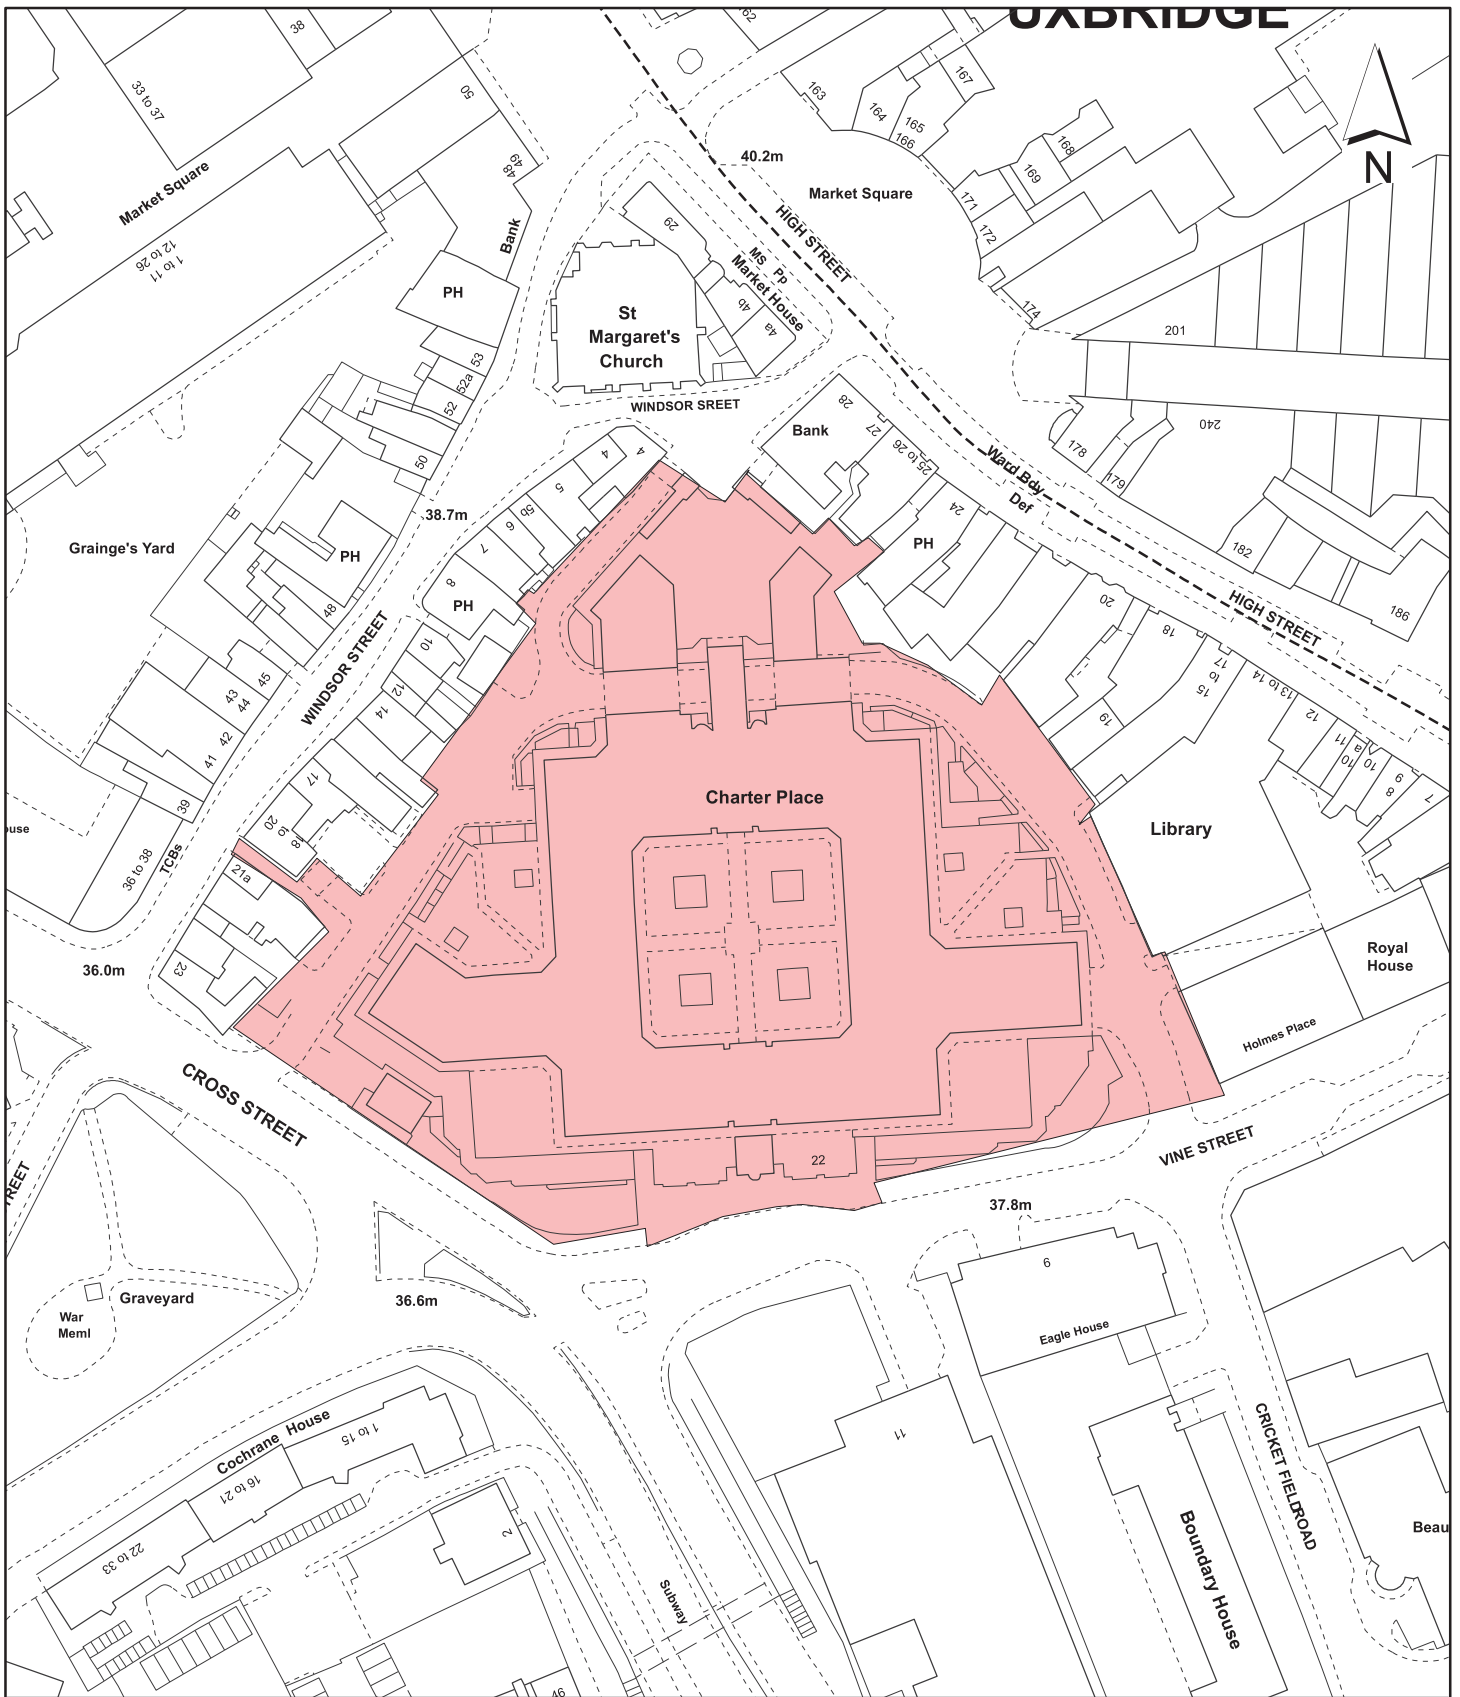 UXBRIDGE
38
162
33 to 37
50
163
164
165
166
167
N
Market Square
40.2m
Market Square
168
169
171
172
174
HIGH STREET
49
48
Bank
1 to 11
12 to 26
PH
29
MS Pp
Market House
4b
4a
St
Margaret's
Church
WINDSOR SREET
201
240
53
52a
52
50
28
27
Bank
25 to 26
24
PH
Ward Bdy
Def
178
179
182
186
HIGH STREET
4
5
5b
6
7
8
PH
38.7m
Grainge's Yard
PH
48
WINDSOR STREET
45
43
44
42
41
39
36 to 38
TCBs
10
12
14
17
20
to
18
21a
23
20
18
17
to
15
19
13 to 14
12
11
10
a
10
9
8
7
Charter Place
Library
Royal
House
Holmes Place
36.0m
CROSS STREET
22
VINE STREET
37.8m
War
Meml
Graveyard
36.6m
6
Eagle House
CRICKET FIELD ROAD
Cochrane House
1 to 15
16 to 21
22 to 33
2
11
Subway
Boundary House
Beau
46